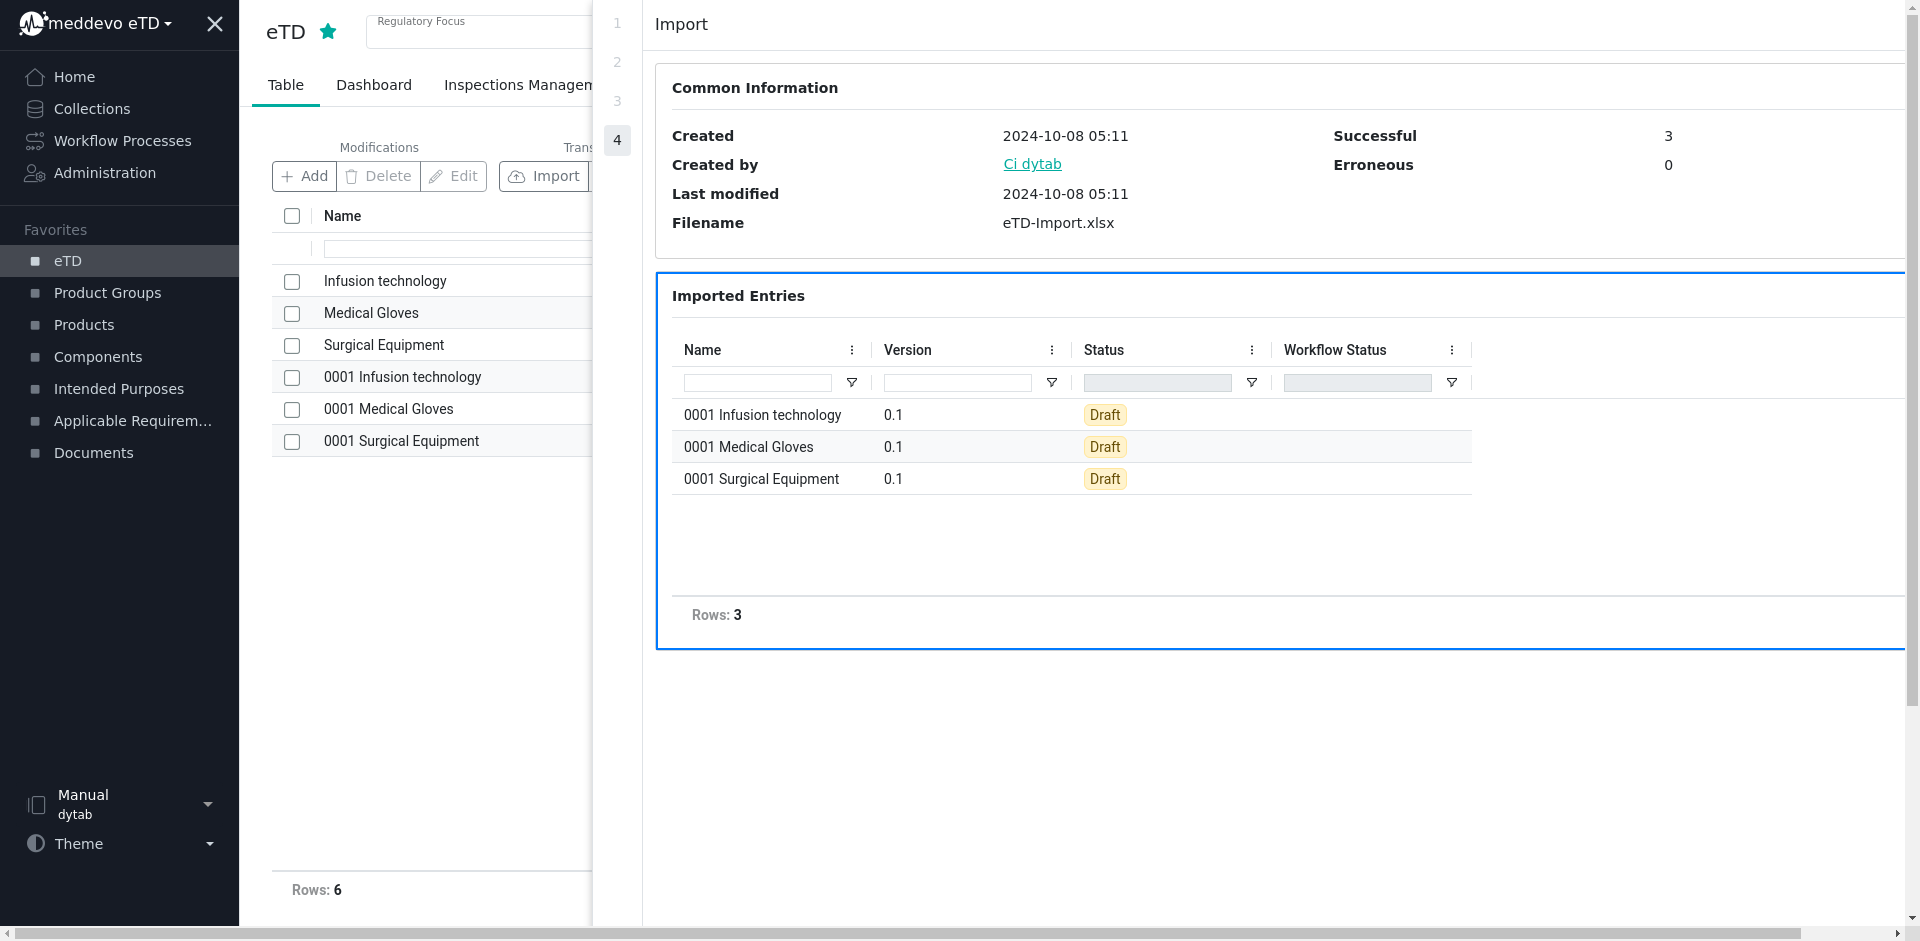 meddevo eTD
Home
Collections
Workflow Processes
Administration
Favorites
eTD
Product Groups
Products
Components
Intended Purposes
Applicable Requirem...
Documents
Manual
dytab
Theme
eTD
Regulatory Focus
Table
Dashboard
Inspections Managem
Modifications
Trans
Add
Delete
Edit
Import
Name
Infusion technology
Medical Gloves
Surgical Equipment
0001 Infusion technology
0001 Medical Gloves
0001 Surgical Equipment
Rows: 6
1
2
3
4
Import
Common Information
Created 2024-10-08 05:11 Successful 3
Created by Ci dytab Erroneous 0
Last modified 2024-10-08 05:11
Filename eTD-Import.xlsx
Imported Entries
Name Version Status Workflow Status
0001 Infusion technology 0.1 Draft
0001 Medical Gloves 0.1 Draft
0001 Surgical Equipment 0.1 Draft
Rows: 3